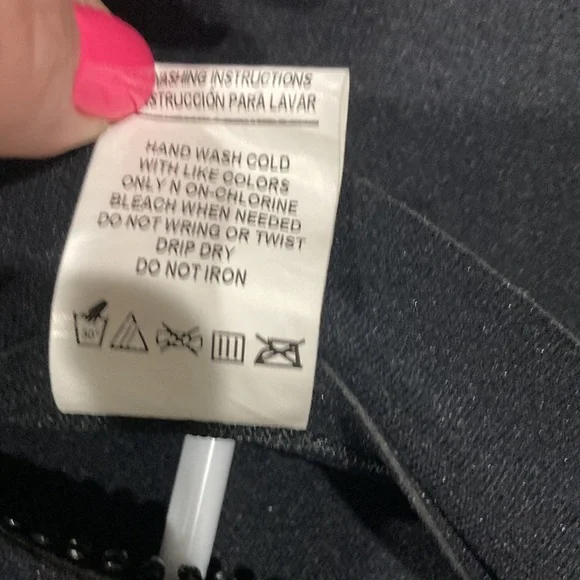 WASHING INSTRUCTIONS
INSTRUCCIÓN PARA LAVAR
HAND WASH COLD
WITH LIKE COLORS
ONLY N ON-CHLORINE
BLEACH WHEN NEEDED
DO NOT WRING OR TWIST
DRIP DRY
DO NOT IRON
30°